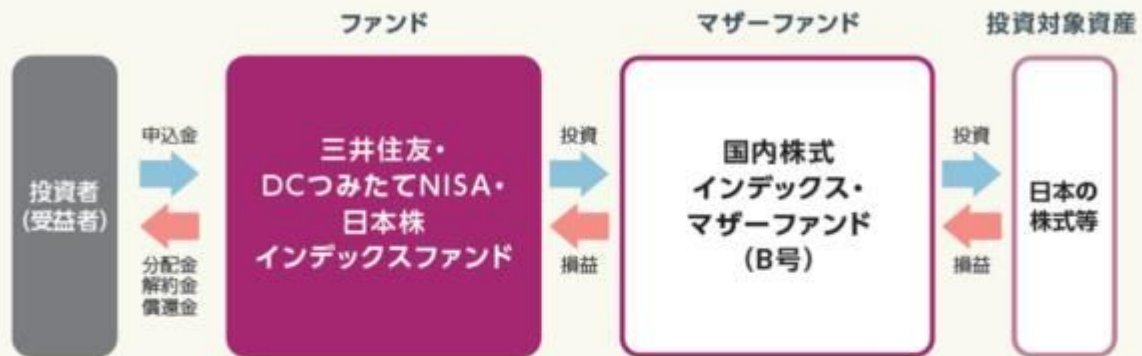 ファンド
マザーファンド
投資対象資産
投資者
(受益者)
申込金
分配金
解約金
償還金
三井住友・
DCつみたてNISA・
日本株
インデックスファンド
投資
損益
国内株式
インデックス・
マザーファンド
(B号)
投資
損益
日本の
株式等